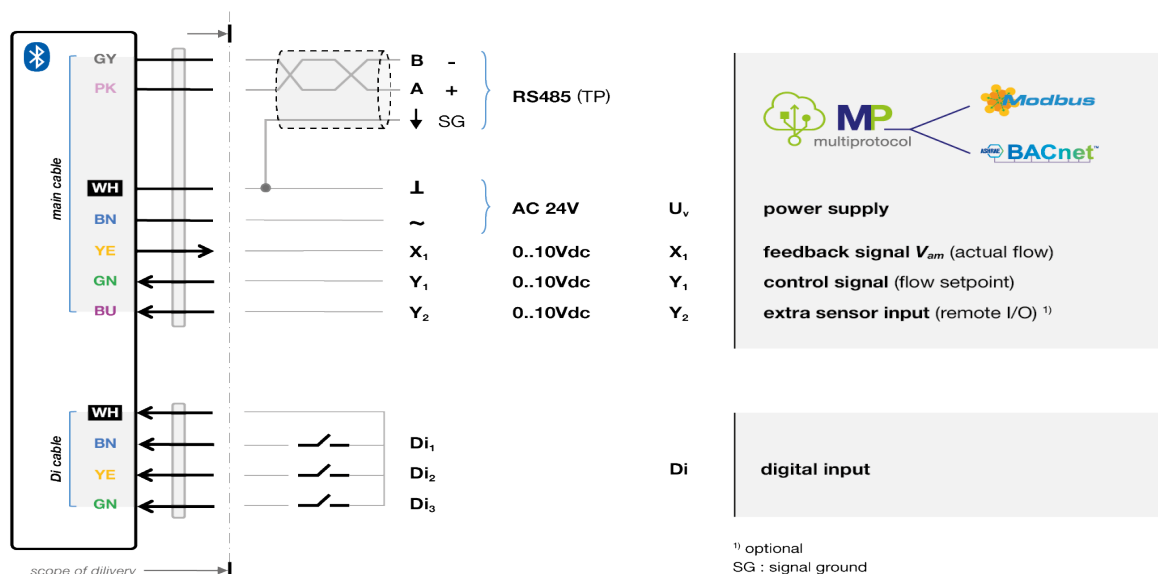 GY B -
PK A + RS485 (TP)
SG
MP
multiprotocol
Modbus
ASHRAE BACnet™
main cable
WH ⊥
BN ~ AC 24V Uv power supply
YE X1 0..10Vdc X1 feedback signal Vam (actual flow)
GN Y1 0..10Vdc Y1 control signal (flow setpoint)
BU Y2 0..10Vdc Y2 extra sensor input (remote I/O) 1)
Di cable
WH
BN Di1
YE Di2 Di digital input
GN Di3
1) optional
SG : signal ground
scope of dilivery